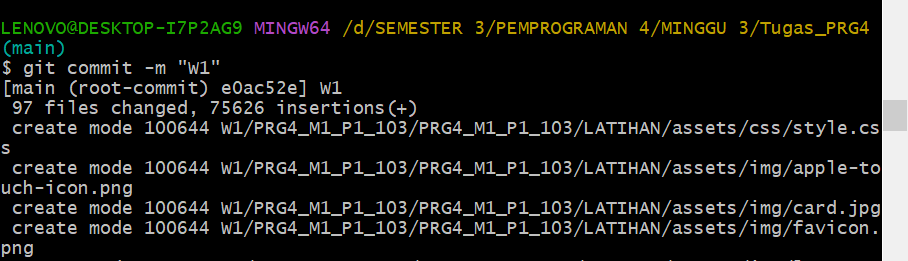 LENOVO@DESKTOP-I7P2AG9 MINGW64 /d/SEMESTER 3/PEMPROGRAMAN 4/MINGGU 3/Tugas_PRG4
(main)
$ git commit -m "W1"
[main (root-commit) e0ac52e] W1
 97 files changed, 75626 insertions(+)
 create mode 100644 W1/PRG4_M1_P1_103/PRG4_M1_P1_103/LATIHAN/assets/css/style.cs
s
 create mode 100644 W1/PRG4_M1_P1_103/PRG4_M1_P1_103/LATIHAN/assets/img/apple-to
uch-icon.png
 create mode 100644 W1/PRG4_M1_P1_103/PRG4_M1_P1_103/LATIHAN/assets/img/card.jpg
 create mode 100644 W1/PRG4_M1_P1_103/PRG4_M1_P1_103/LATIHAN/assets/img/favicon.
png